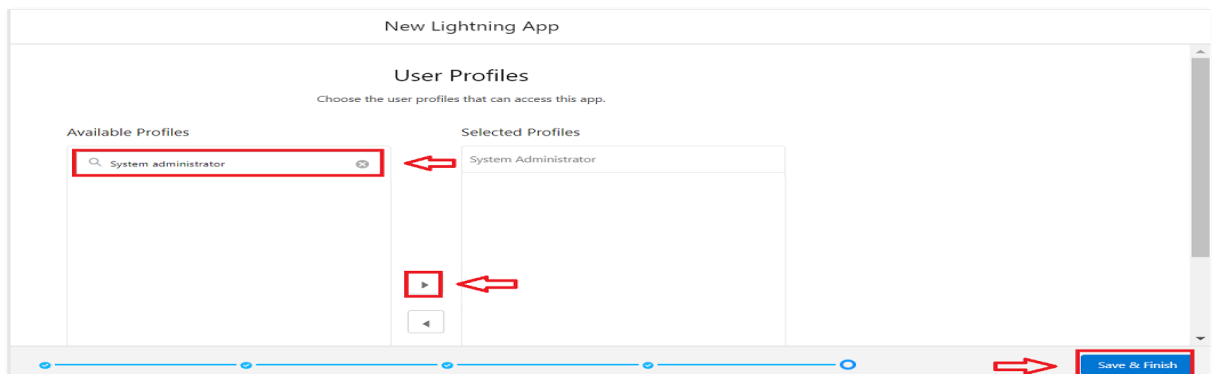 New Lightning App
User Profiles
Choose the user profiles that can access this app.
Available Profiles
Selected Profiles
System administrator
System Administrator
Save & Finish